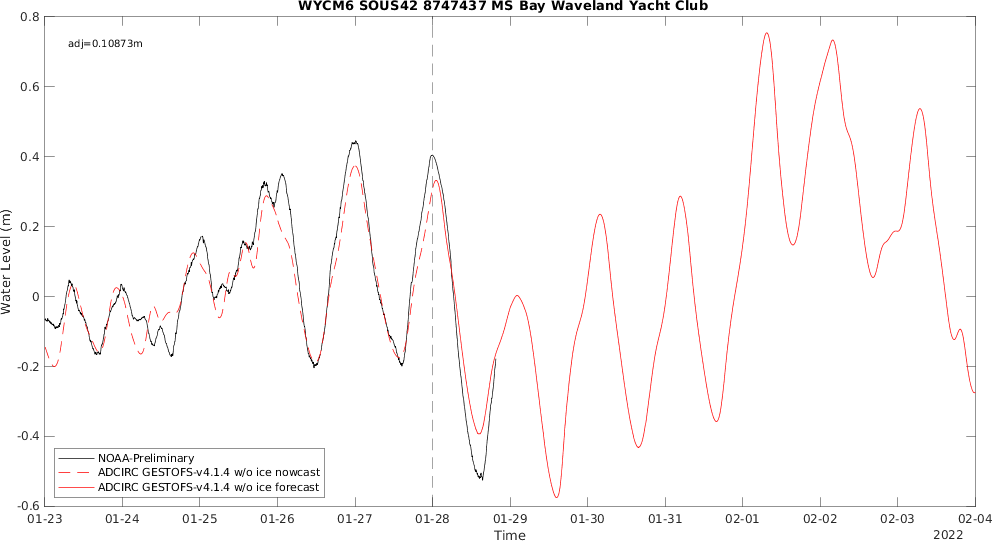 WYCM6 SOUS42 8747437 MS Bay Waveland Yacht Club
adj=0.10873m
Water Level (m)
0.8
0.6
0.4
0.2
0
-0.2
-0.4
-0.6
NOAA-Preliminary
ADCIRC GESTOFS-v4.1.4 w/o ice nowcast
ADCIRC GESTOFS-v4.1.4 w/o ice forecast
01-23 01-24 01-25 01-26 01-27 01-28 01-29 01-30 01-31 02-01 02-02 02-03 02-04
Time
2022